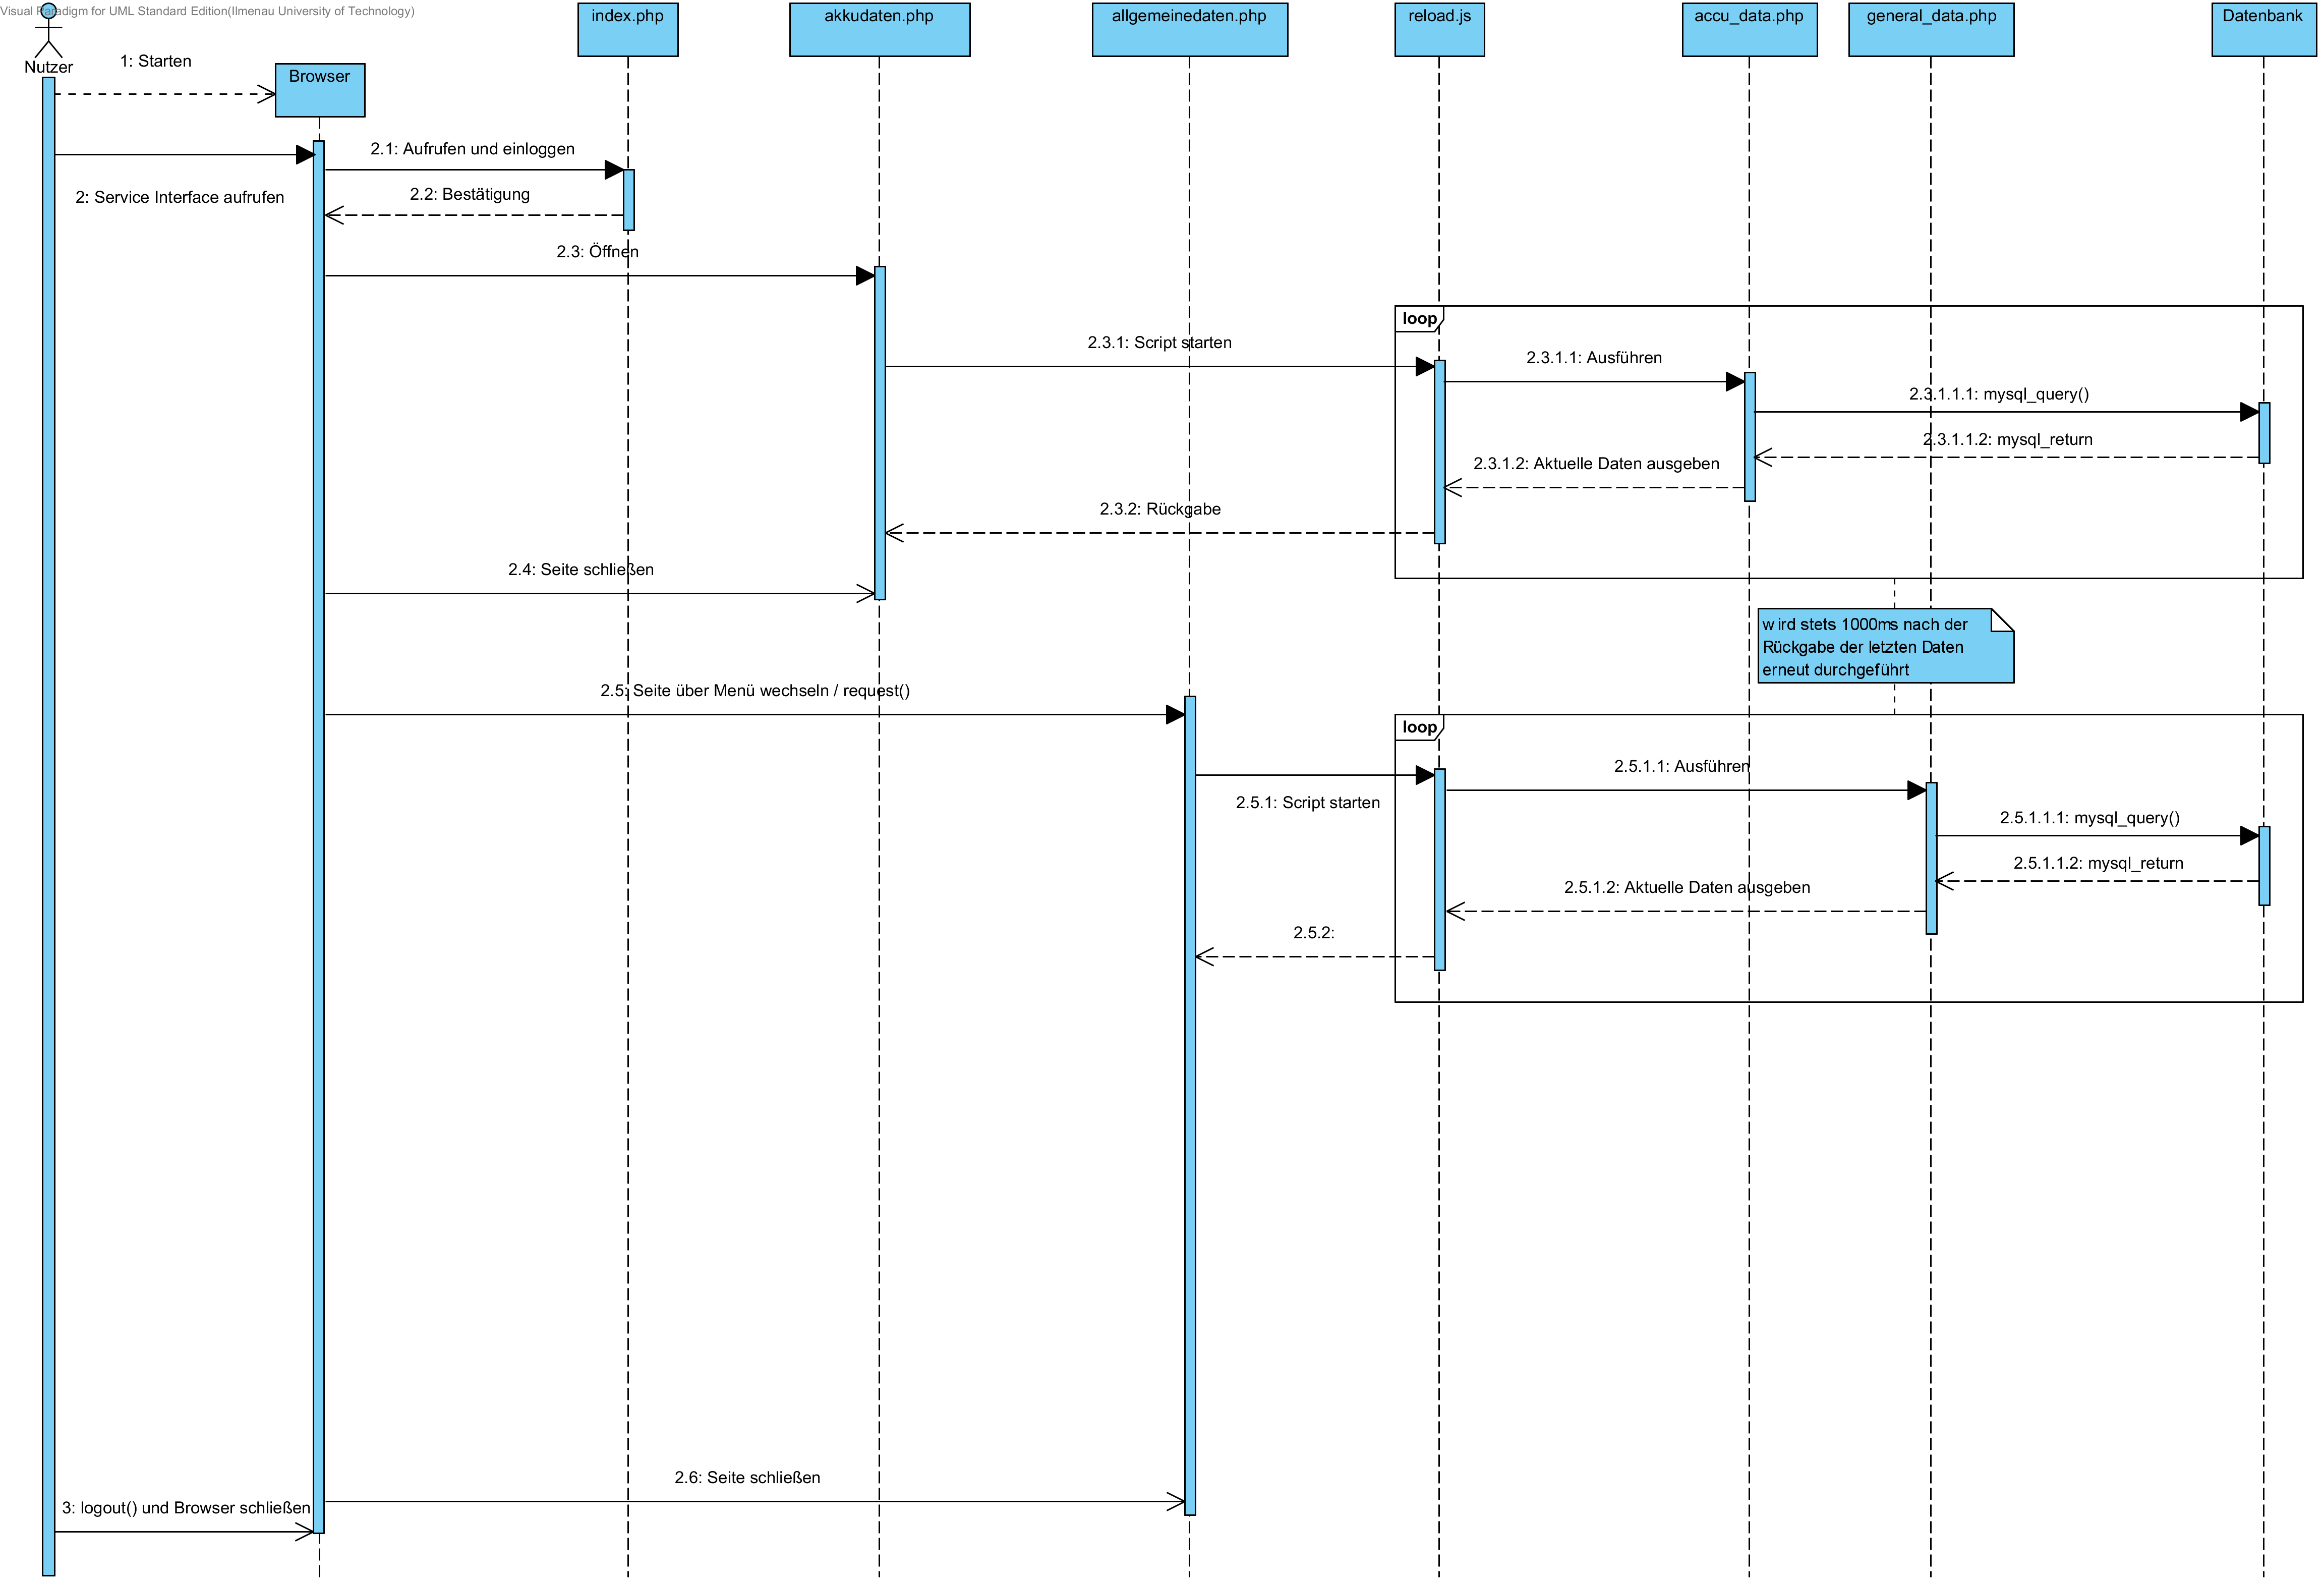 Visual Paradigm for UML Standard Edition(Ilmenau University of Technology)
index.php
akkudaten.php
allgemeinedaten.php
reload.js
accu_data.php
general_data.php
Datenbank
Nutzer
1: Starten
Browser
2.1: Aufrufen und einloggen
2: Service Interface aufrufen
2.2: Bestätigung
2.3: Öffnen
loop
2.3.1: Script starten
2.3.1.1: Ausführen
2.3.1.1.1: mysql_query()
2.3.1.1.2: mysql_return
2.3.1.2: Aktuelle Daten ausgeben
2.3.2: Rückgabe
2.4: Seite schließen
wird stets 1000ms nach der
Rückgabe der letzten Daten
erneut durchgeführt
2.5: Seite über Menü wechseln / request()
loop
2.5.1.1: Ausführen
2.5.1: Script starten
2.5.1.1.1: mysql_query()
2.5.1.1.2: mysql_return
2.5.1.2: Aktuelle Daten ausgeben
2.5.2:
2.6: Seite schließen
3: logout() und Browser schließen